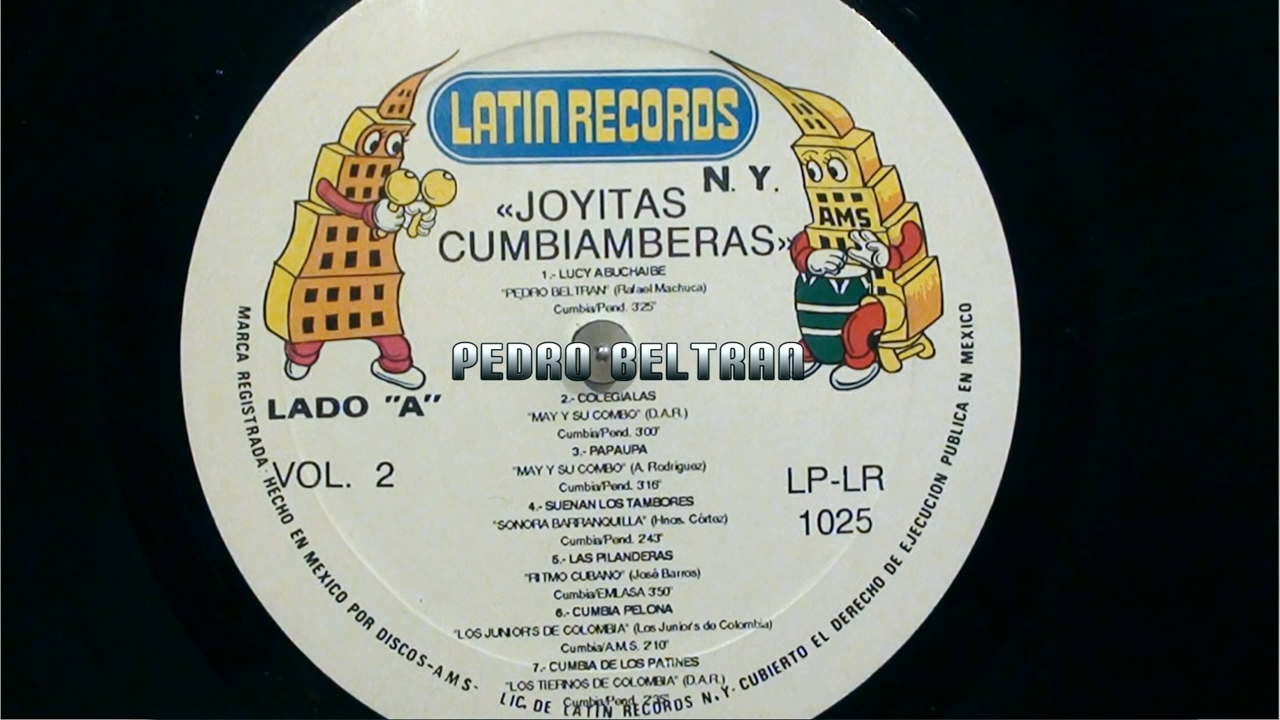 LATIN RECORDS
N. Y.
«JOYITAS
CUMBIAMBERAS»
AMS
1.- LUCY ABUCHAIBE
"PEDRO BELTRAN" (Rafael Machuca)
Cumbia/Pend. 3'25"
PEDRO BELTRAN
LADO "A"
VOL. 2
LP-LR
1025
2.- COLEGIALAS
"MAY Y SU COMBO" (D.A.R.)
Cumbia/Pend. 3'00"
3.- PAPAUPA
"MAY Y SU COMBO" (A. Rodriguez)
Cumbia/Pend. 3'16"
4.- SUENAN LOS TAMBORES
"SONORA BARRANQUILLA" (Hnos. Córtez)
Cumbia/Pend. 2'43"
5.- LAS PILANDERAS
"RITMO CUBANO" (José Barros)
Cumbia/EMLASA 3'50"
6.- CUMBIA PELONA
"LOS JUNIOR'S DE COLOMBIA" (Los Junior's de Colombia)
Cumbia/A.M.S. 2'10"
7.- CUMBIA DE LOS PATINES
"LOS TIERNOS DE COLOMBIA" (D.A.R.)
Cumbia/Pend. 2'35"
MARCA REGISTRADA HECHO EN MEXICO POR DISCOS-AMS- LIC. DE LATIN RECORDS N.Y. CUBIERTO EL DERECHO DE EJECUCION PUBLICA EN MEXICO